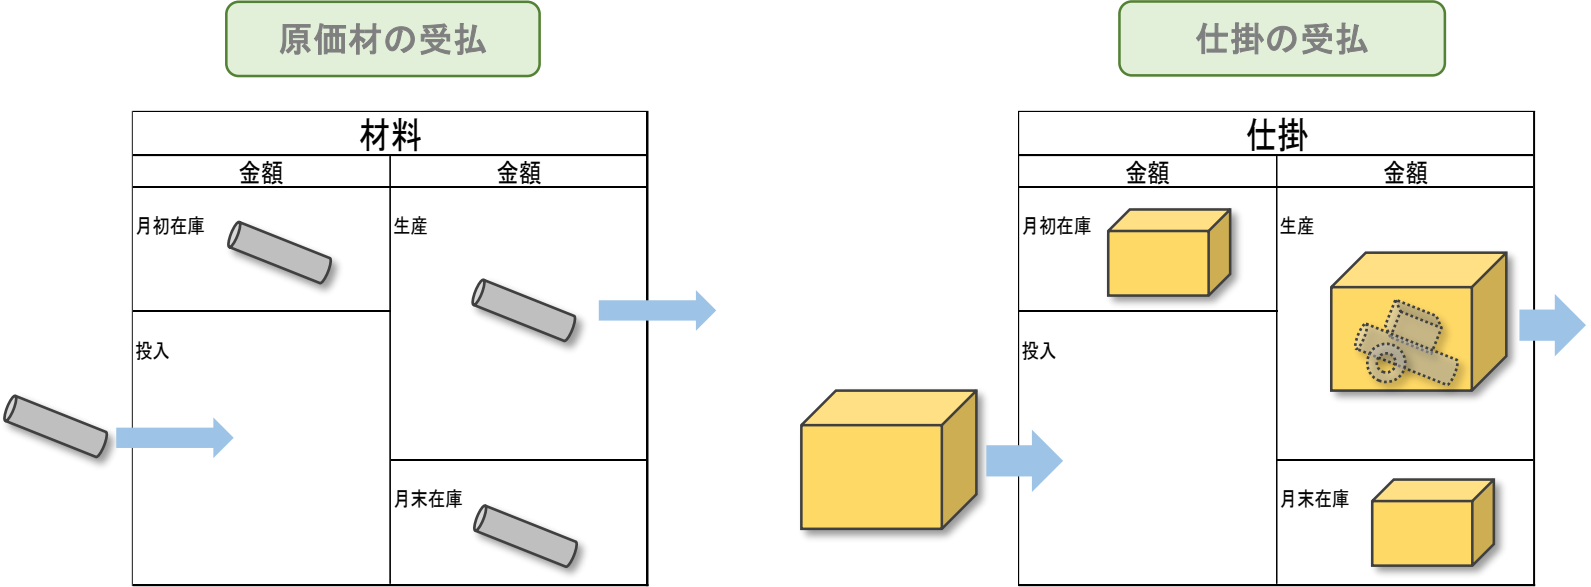 原価材の受払
材料
金額 金額
月初在庫
生産
投入
月末在庫
仕掛の受払
仕掛
金額 金額
月初在庫
生産
投入
月末在庫